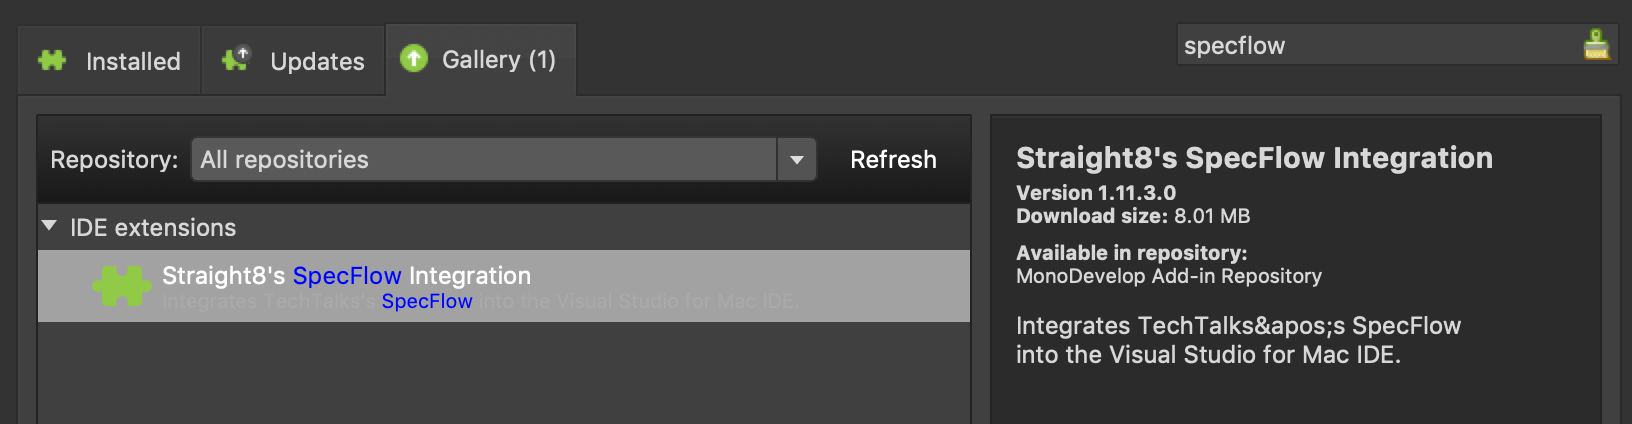 Installed
Updates
Gallery (1)
specflow
Repository:
All repositories
Refresh
IDE extensions
Straight8's SpecFlow Integration
Integrates TechTalks's SpecFlow into the Visual Studio for Mac IDE.
Straight8's SpecFlow Integration
Version 1.11.3.0
Download size: 8.01 MB
Available in repository:
MonoDevelop Add-in Repository
Integrates TechTalks&apos;s SpecFlow
into the Visual Studio for Mac IDE.